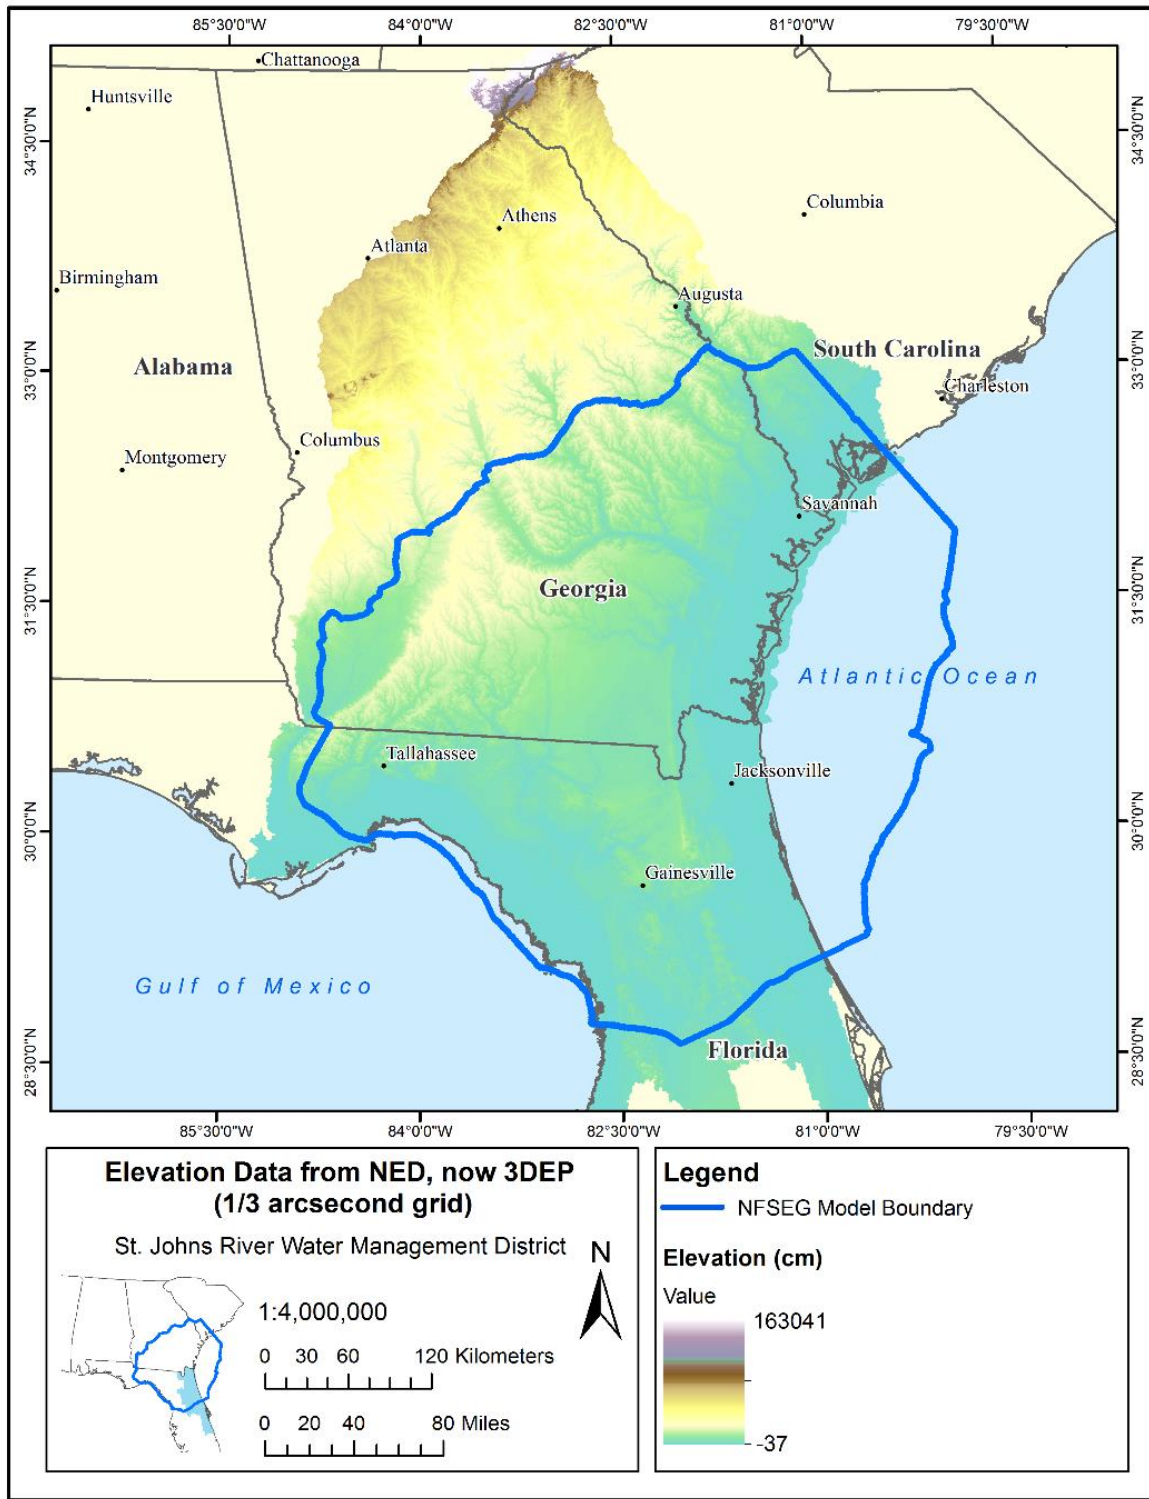 85°30'0"W 84°0'0"W 82°30'0"W 81°0'0"W 79°30'0"W
Chattanooga
Huntsville
34°30'0"N
34°30'0"N
Columbia
Athens
Atlanta
Birmingham
Augusta
South Carolina
Alabama
33°0'0"N
33°0'0"N
Charleston
Columbus
Montgomery
Savannah
Georgia
31°30'0"N
31°30'0"N
Atlantic Ocean
Tallahassee
Jacksonville
30°0'0"N
30°0'0"N
Gainesville
Gulf of Mexico
Florida
28°30'0"N
28°30'0"N
85°30'0"W 84°0'0"W 82°30'0"W 81°0'0"W 79°30'0"W
Elevation Data from NED, now 3DEP
(1/3 arcsecond grid)
St. Johns River Water Management District
N
1:4,000,000
0 30 60 120 Kilometers
0 20 40 80 Miles
Legend
NFSEG Model Boundary
Elevation (cm)
Value
163041
-37